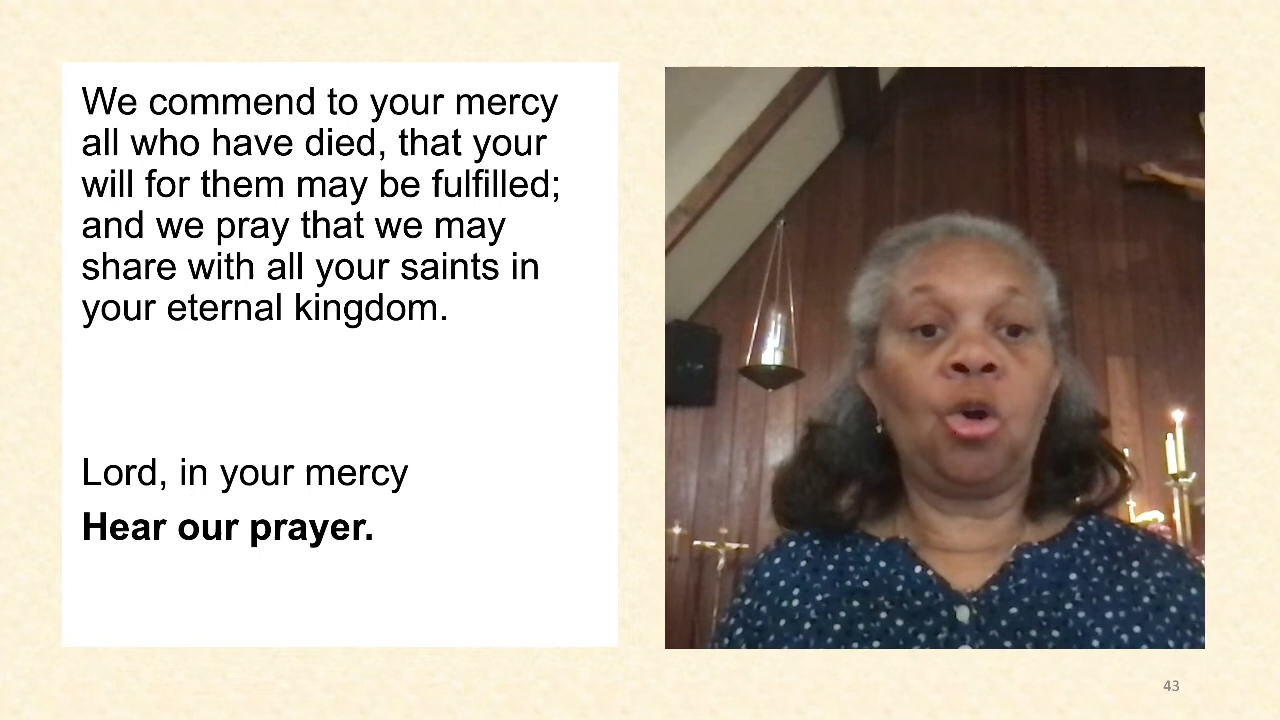 We commend to your mercy
all who have died, that your
will for them may be fulfilled;
and we pray that we may
share with all your saints in
your eternal kingdom.
Lord, in your mercy
Hear our prayer.
43